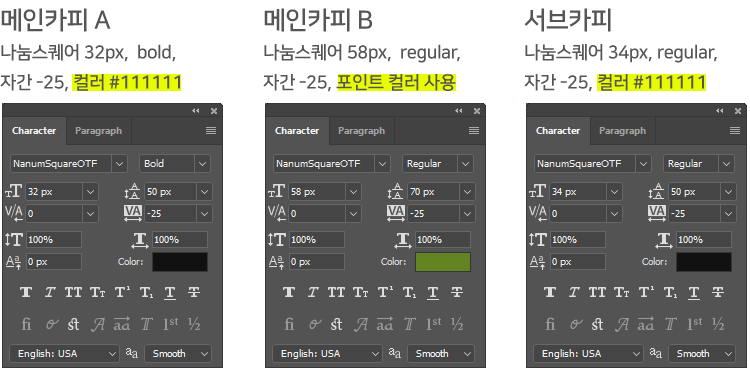 메인카피 A
나눔스퀘어 32px, bold,
자간 -25, 컬러 #111111
Character
Paragraph
NanumSquareOTF
Bold
32 px
50 px
0
-25
100%
100%
0 px
Color:
English: USA
Smooth
메인카피 B
나눔스퀘어 58px, regular,
자간 -25, 포인트 컬러 사용
Character
Paragraph
NanumSquareOTF
Regular
58 px
70 px
0
-25
100%
100%
0 px
Color:
English: USA
Smooth
서브카피
나눔스퀘어 34px, regular,
자간 -25, 컬러 #111111
Character
Paragraph
NanumSquareOTF
Regular
34 px
50 px
0
-25
100%
100%
0 px
Color:
English: USA
Smooth